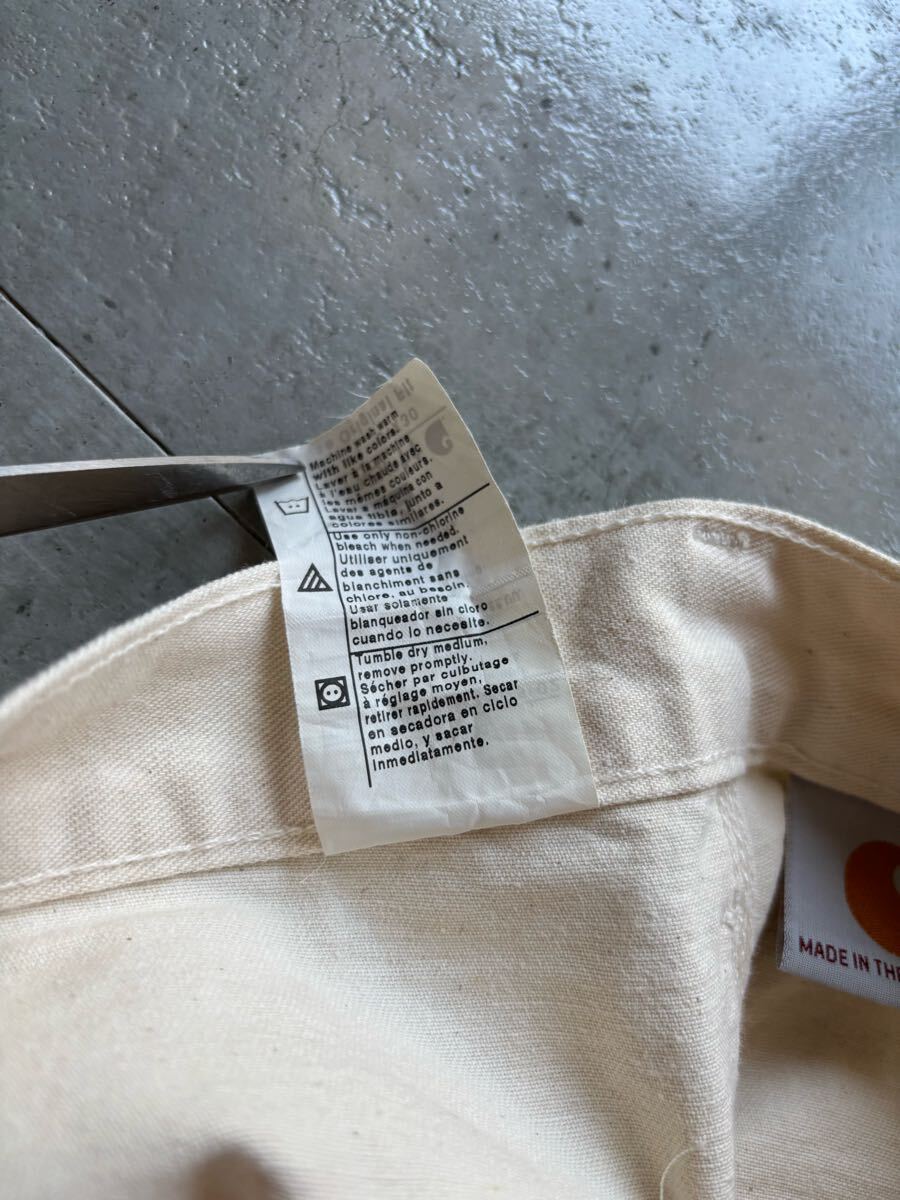 Machine wash warm
with like colors.
Laver à la machine
à l'eau chaude avec
les mêmes couleurs.
Lavar a máquina con
agua tibia, junto a
colores similares.
Use only non-chlorine
bleach when needed.
Utiliser uniquement
des agents de
blanchiment sans
chlore, au besoin.
Usar solamente
blanqueador sin cloro
cuando lo necesite.
Tumble dry medium,
remove promptly.
Sécher par culbutage
à réglage moyen,
retirer rapidement. Secar
en secadora en ciclo
medio, y sacar
inmediatamente.
MADE IN THE